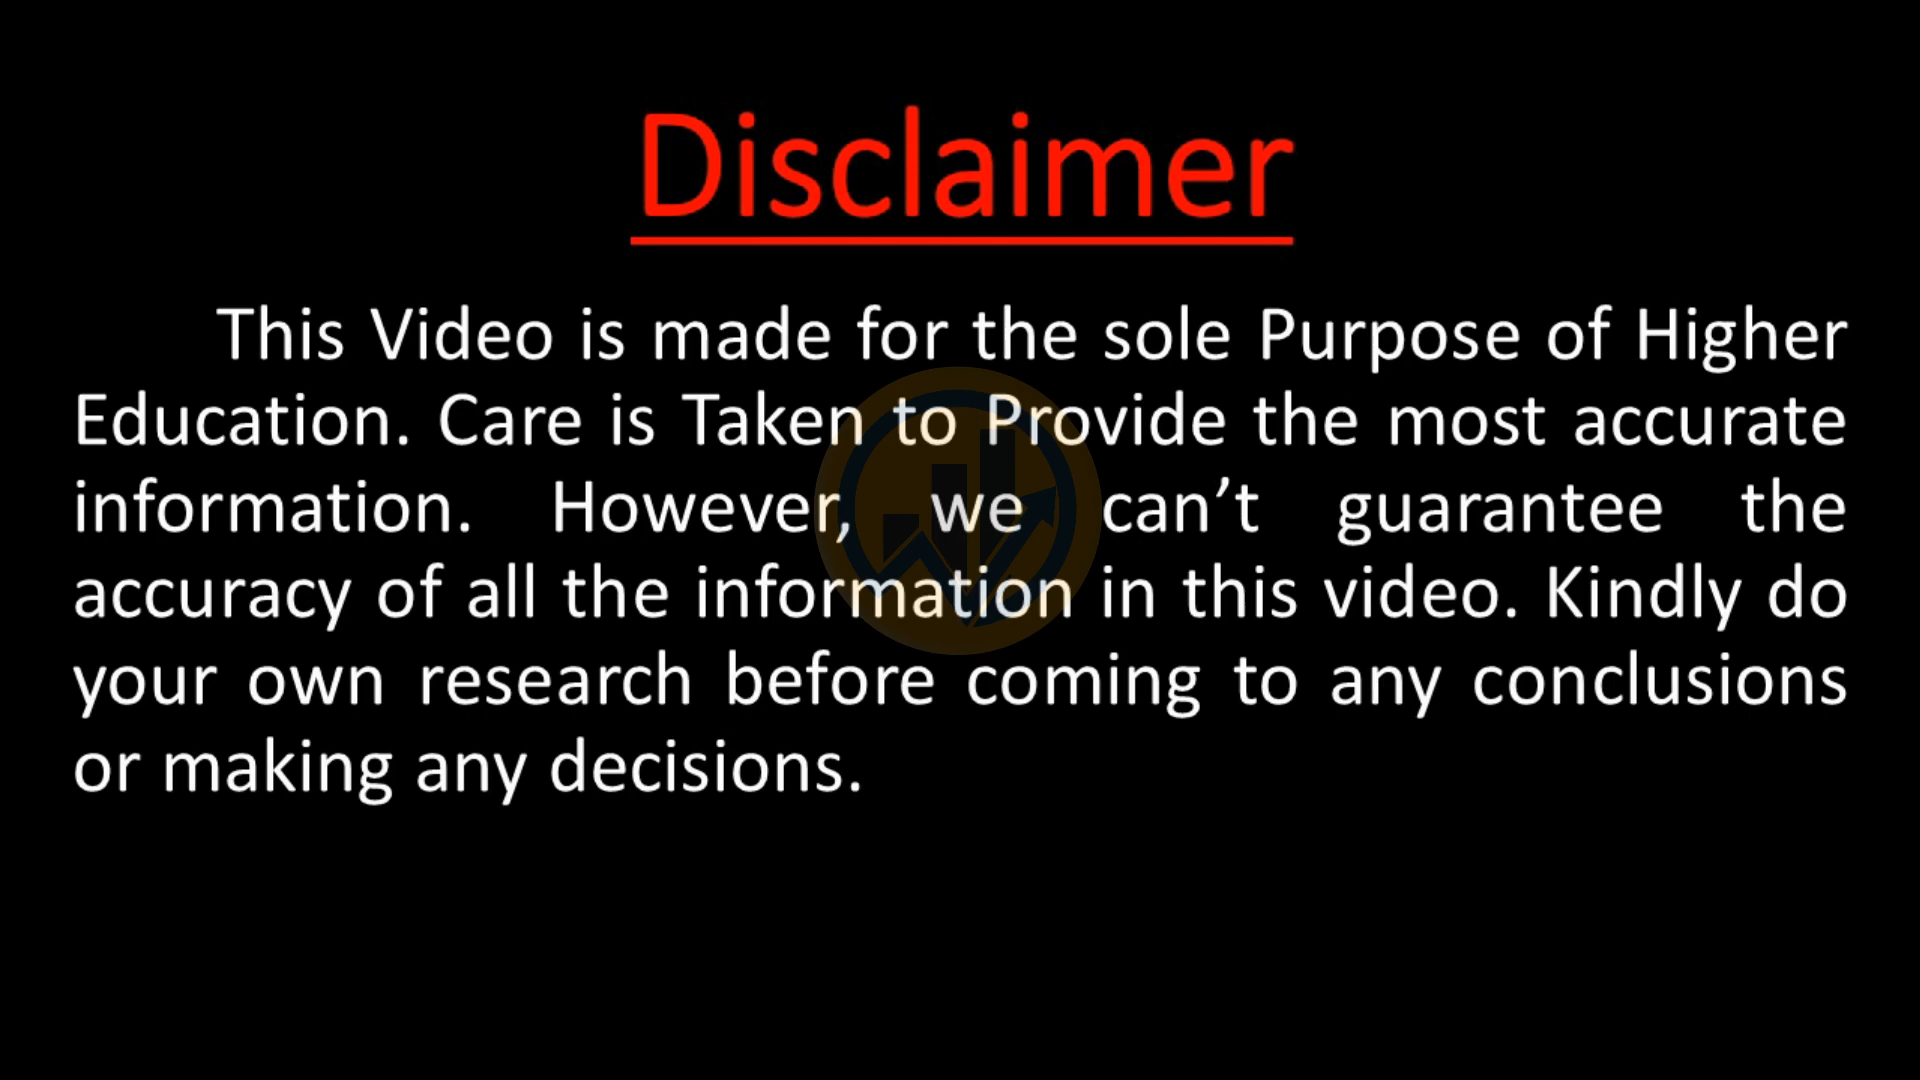 Disclaimer
This Video is made for the sole Purpose of Higher
Education. Care is Taken to Provide the most accurate
information. However, we can’t guarantee the
accuracy of all the information in this video. Kindly do
your own research before coming to any conclusions
or making any decisions.